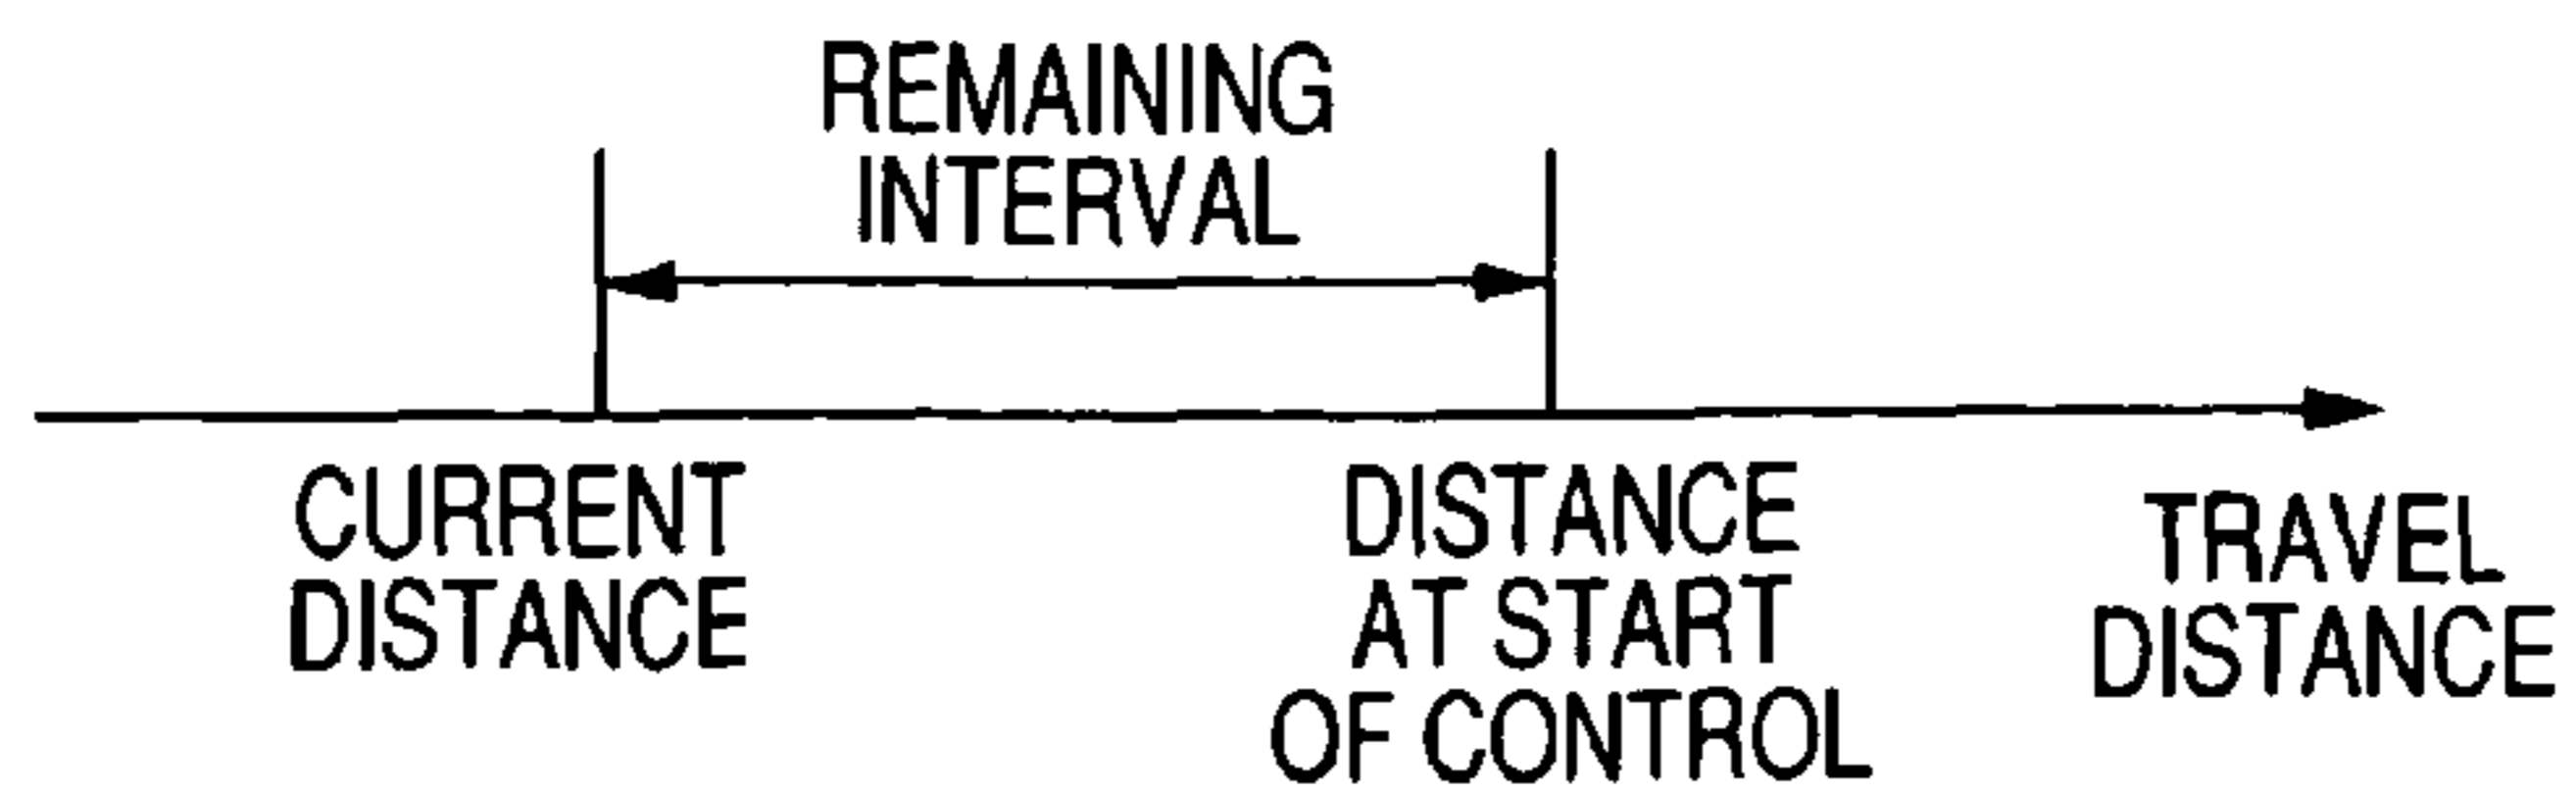 REMAINING
INTERVAL
CURRENT
DISTANCE
DISTANCE
AT START
OF CONTROL
TRAVEL
DISTANCE